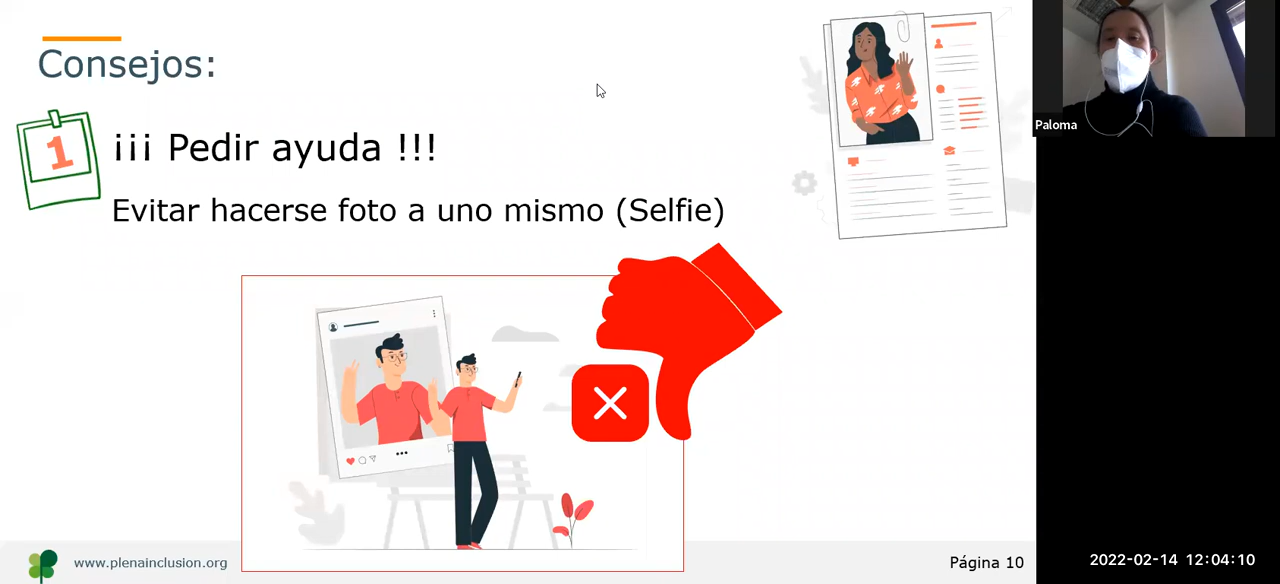 Consejos:
1
¡¡¡ Pedir ayuda !!!
Evitar hacerse foto a uno mismo (Selfie)
www.plenainclusion.org
Página 10
Paloma
2022-02-14 12:04:10